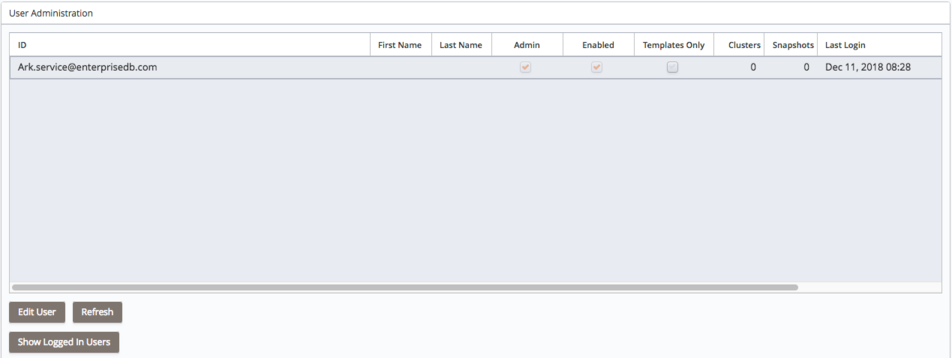 User Administration
ID First Name Last Name Admin Enabled Templates Only Clusters Snapshots Last Login
Ark.service@enterprisedb.com 0 0 Dec 11, 2018 08:28
Edit User Refresh
Show Logged In Users